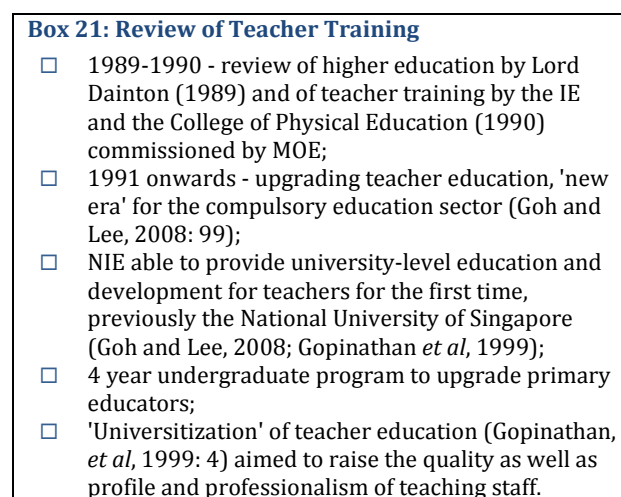 Box 21: Review of Teacher Training
☐ 1989-1990 - review of higher education by Lord
Dainton (1989) and of teacher training by the IE
and the College of Physical Education (1990)
commissioned by MOE;
☐ 1991 onwards - upgrading teacher education, 'new
era' for the compulsory education sector (Goh and
Lee, 2008: 99);
☐ NIE able to provide university-level education and
development for teachers for the first time,
previously the National University of Singapore
(Goh and Lee, 2008; Gopinathan et al, 1999);
☐ 4 year undergraduate program to upgrade primary
educators;
☐ 'Universitization' of teacher education (Gopinathan,
et al, 1999: 4) aimed to raise the quality as well as
profile and professionalism of teaching staff.